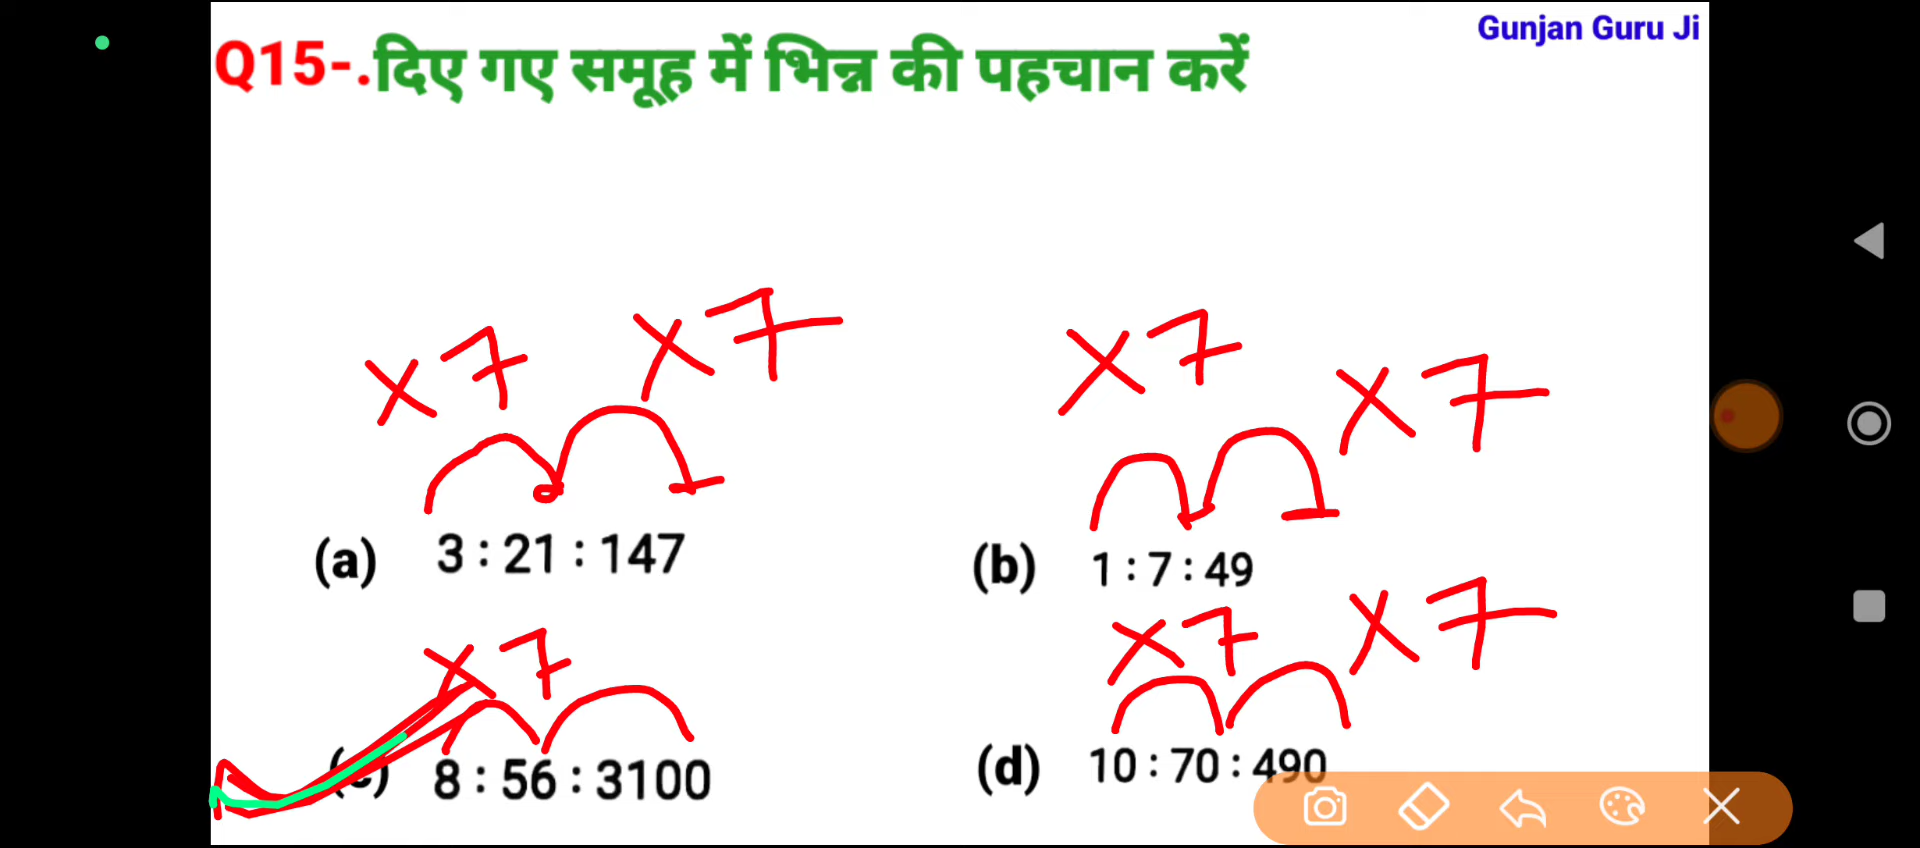 Gunjan Guru Ji
Q15-.दिए गए समूह में भिन्न की पहचान करें
×7 ×7
×7 ×7
(a) 3 : 21 : 147
(b) 1 : 7 : 49
×7
×7 ×7
(c) 8 : 56 : 3100
(d) 10 : 70 : 490